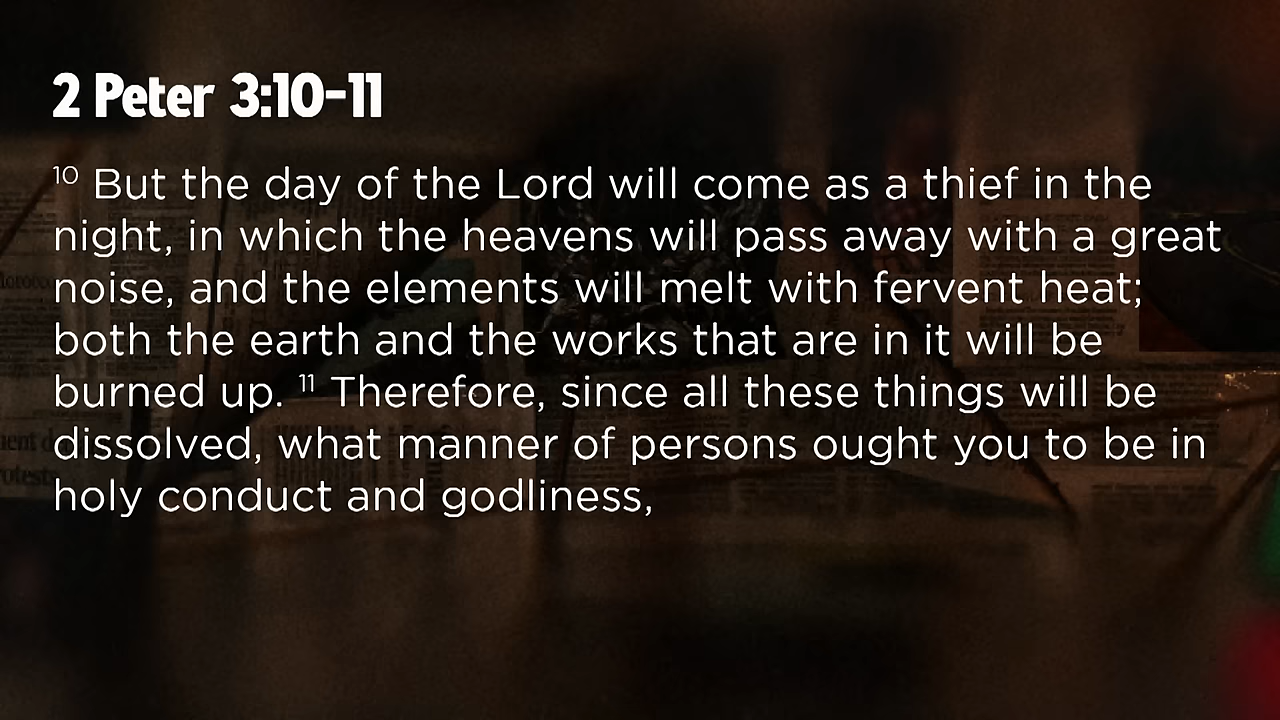 2 Peter 3:10-11
10 But the day of the Lord will come as a thief in the
night, in which the heavens will pass away with a great
noise, and the elements will melt with fervent heat;
both the earth and the works that are in it will be
burned up. 11 Therefore, since all these things will be
dissolved, what manner of persons ought you to be in
holy conduct and godliness,